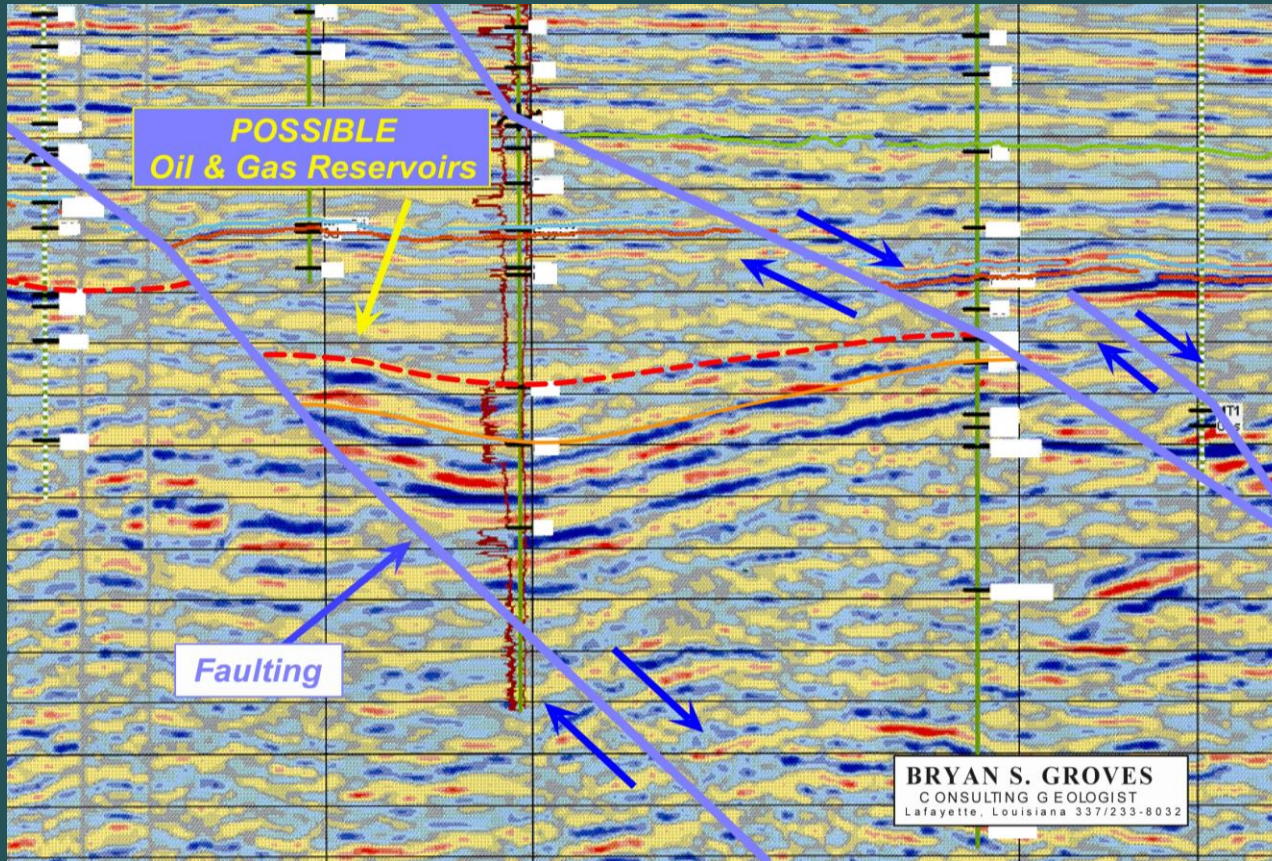 POSSIBLE
Oil & Gas Reservoirs
Faulting
BRYAN S. GROVES
CONSULTING GEOLOGIST
Lafayette, Louisiana 337/233-8032